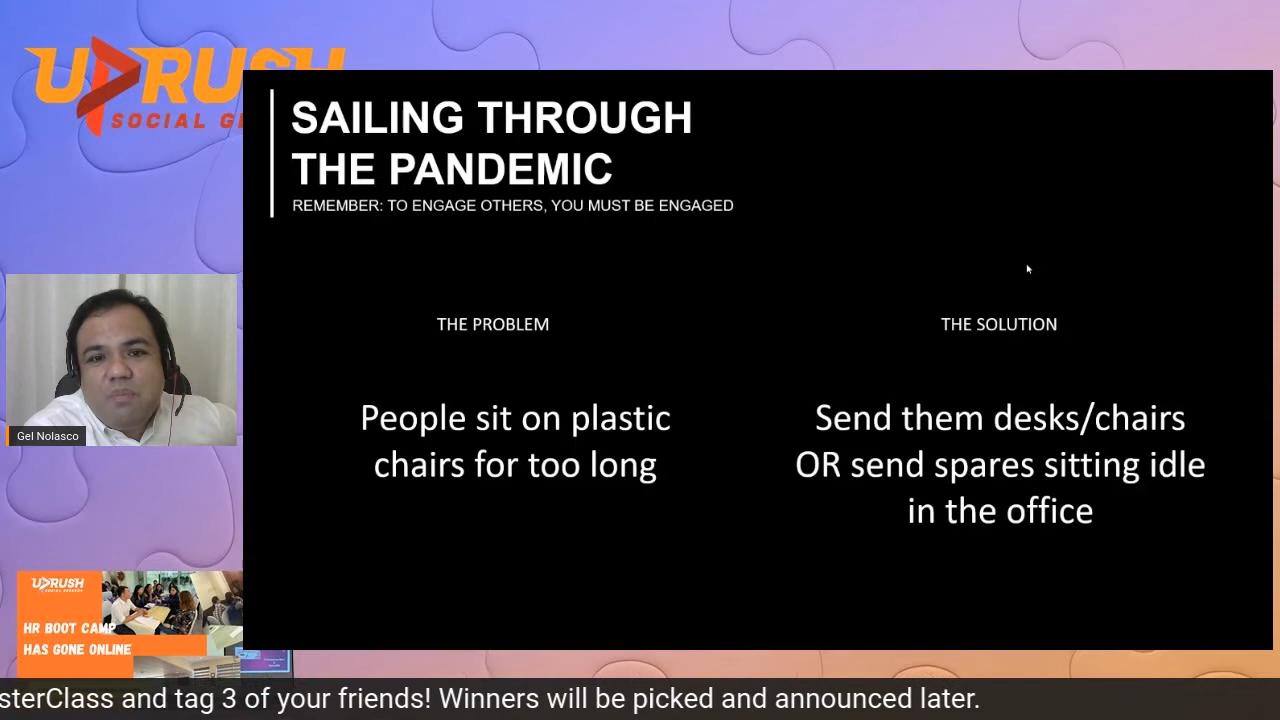 UPRUSH
SOCIAL
SAILING THROUGH
THE PANDEMIC
REMEMBER: TO ENGAGE OTHERS, YOU MUST BE ENGAGED
THE PROBLEM
THE SOLUTION
People sit on plastic
chairs for too long
Send them desks/chairs
OR send spares sitting idle
in the office
Gel Nolasco
UPRUSH
HR BOOT CAMP
HAS GONE ONLINE
sterClass and tag 3 of your friends! Winners will be picked and announced later.